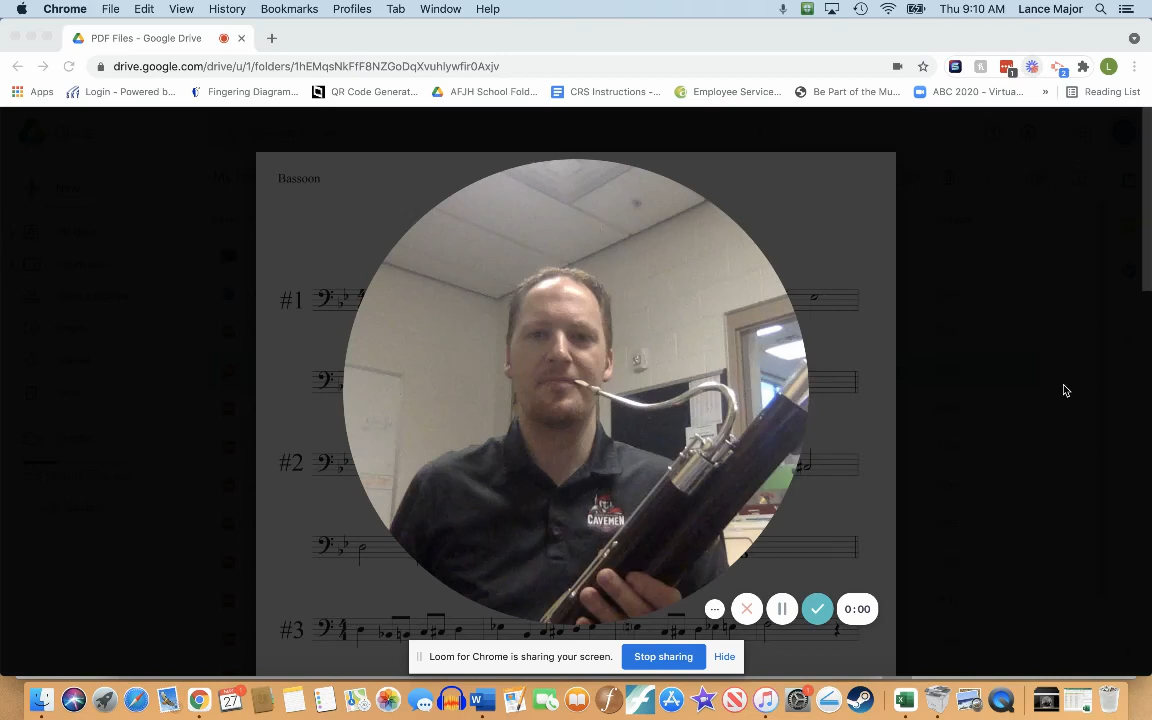 Chrome File Edit View History Bookmarks Profiles Tab Window Help Thu 9:10 AM Lance Major
PDF Files - Google Drive
drive.google.com/drive/u/1/folders/1hEMqsNkFfF8NZGoDqXvuhlywfir0Axjv
Apps Login - Powered b... Fingering Diagram... QR Code Generat... AFJH School Fold... CRS Instructions -... Employee Service... Be Part of the Mu... ABC 2020 - Virtua... » Reading List
Bassoon
#1
#2
CAVEMEN
#3
0:00
Loom for Chrome is sharing your screen. Stop sharing Hide